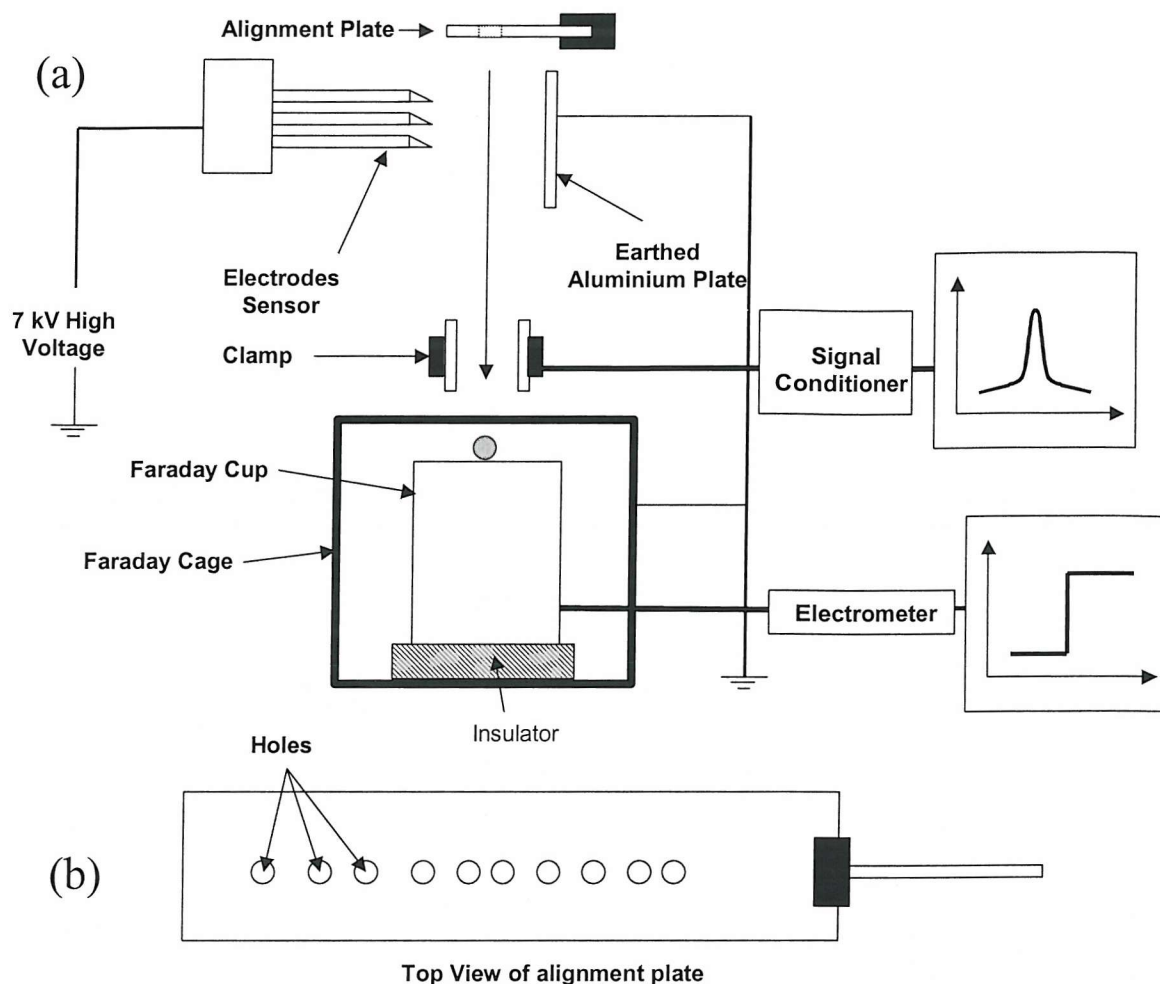 Alignment Plate
(a)
Electrodes
Sensor
Earthed
Aluminium Plate
7 kV High
Voltage
Clamp
Signal
Conditioner
Faraday Cup
Faraday Cage
Electrometer
Insulator
Holes
(b)
Top View of alignment plate